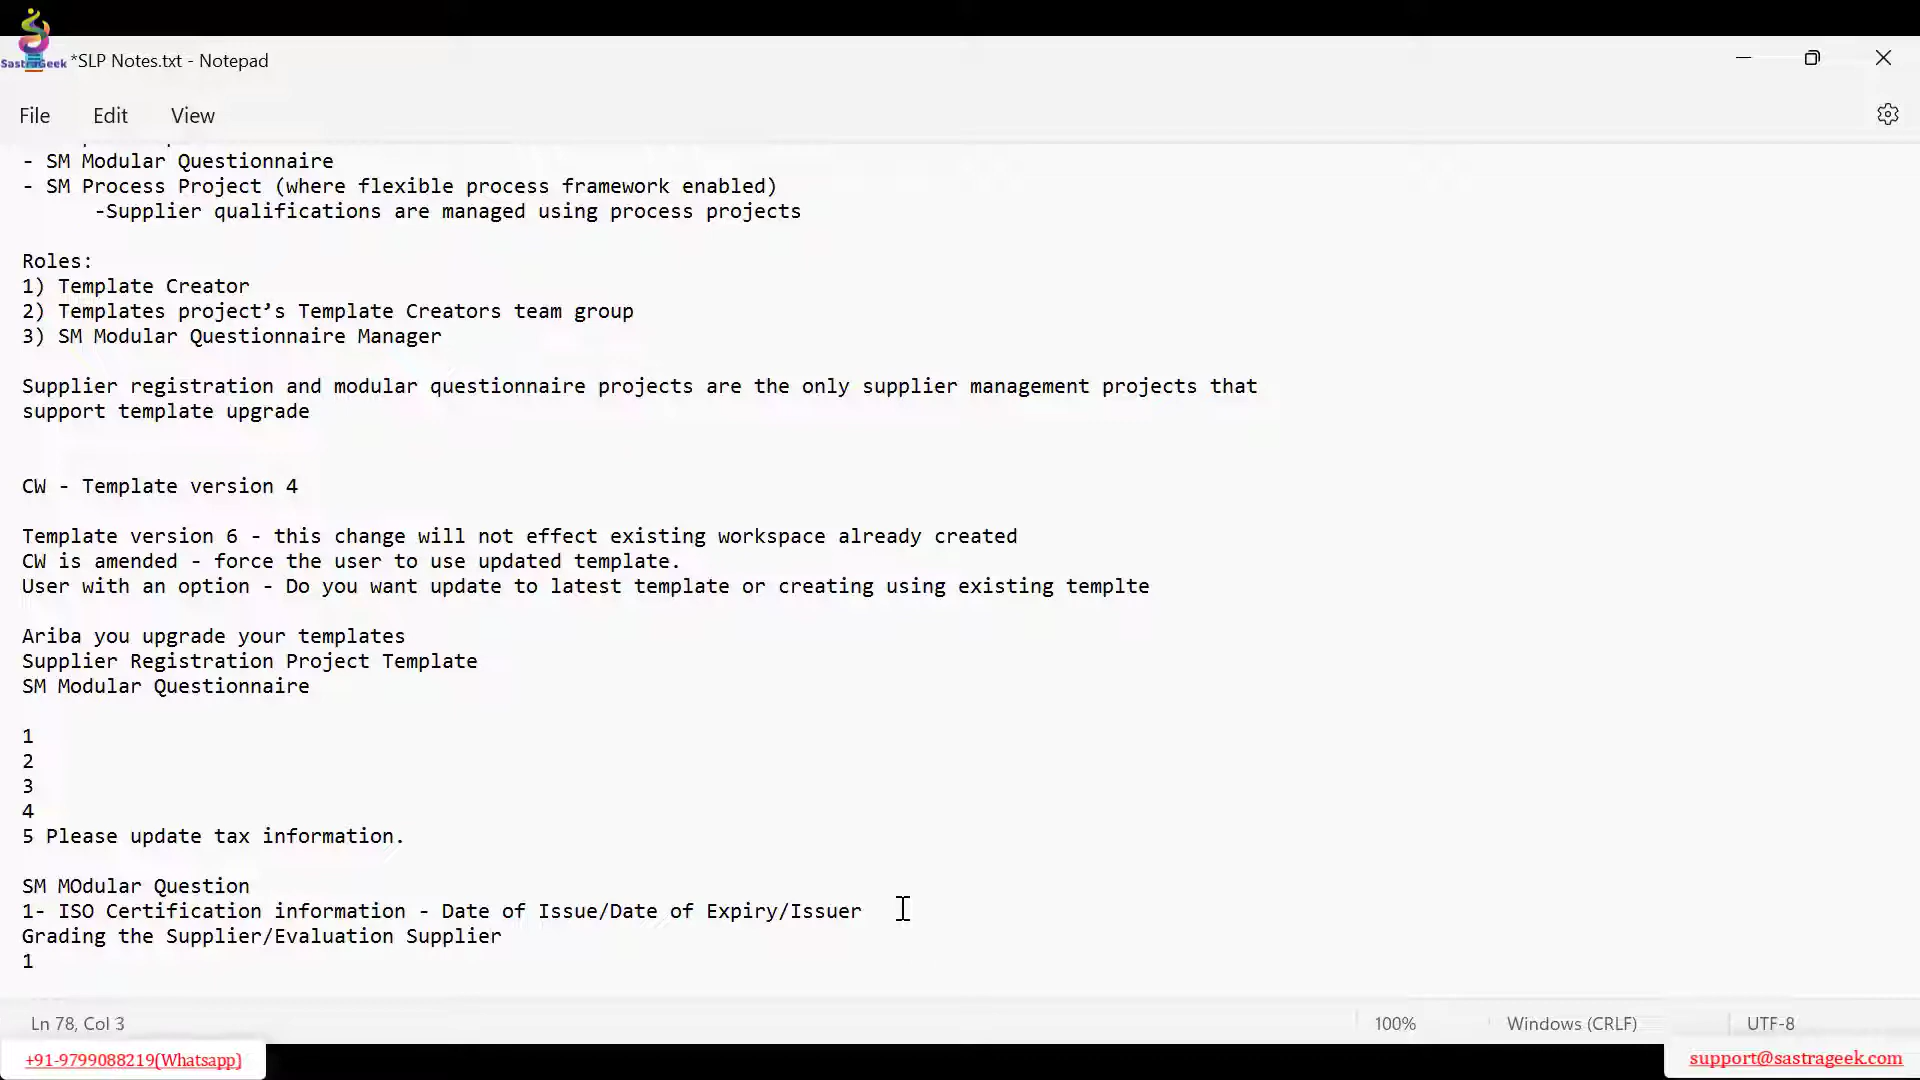 SastraGeek
*SLP Notes.txt - Notepad
File Edit View
- SM Modular Questionnaire
- SM Process Project (where flexible process framework enabled)
-Supplier qualifications are managed using process projects
Roles:
1) Template Creator
2) Templates project’s Template Creators team group
3) SM Modular Questionnaire Manager
Supplier registration and modular questionnaire projects are the only supplier management projects that
support template upgrade
CW - Template version 4
Template version 6 - this change will not effect existing workspace already created
CW is amended - force the user to use updated template.
User with an option - Do you want update to latest template or creating using existing templte
Ariba you upgrade your templates
Supplier Registration Project Template
SM Modular Questionnaire
1
2
3
4
5 Please update tax information.
SM MOdular Question
1- ISO Certification information - Date of Issue/Date of Expiry/Issuer
Grading the Supplier/Evaluation Supplier
1
Ln 78, Col 3 100% Windows (CRLF) UTF-8
+91-9799088219(Whatsapp) support@sastrageek.com